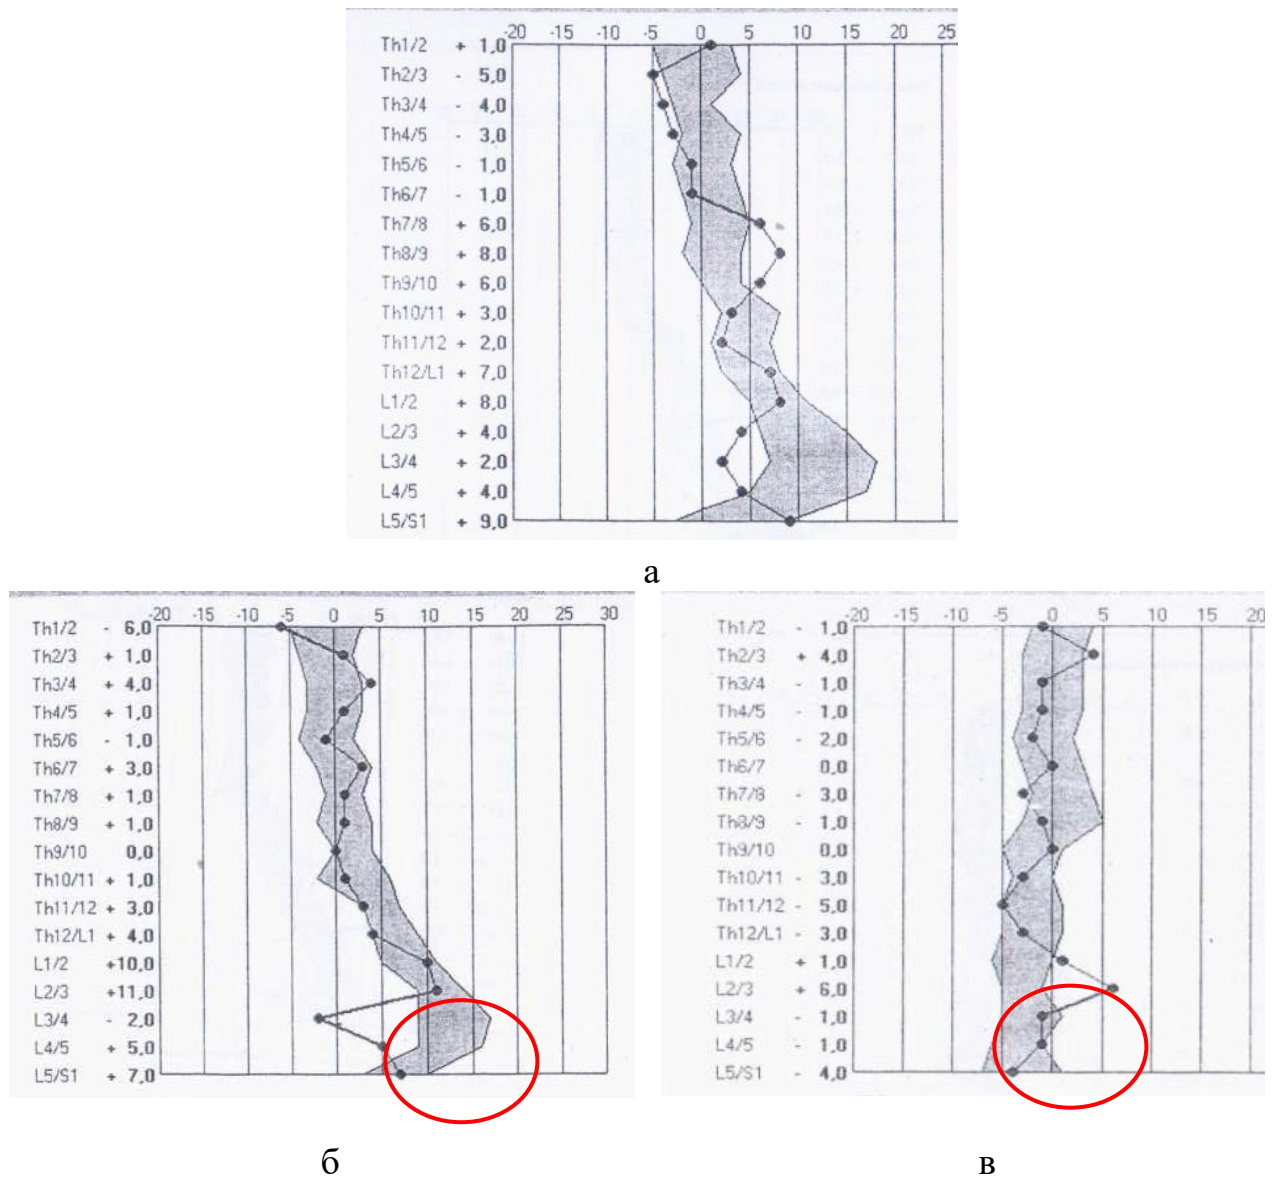 -20 -15 -10 -5 0 5 10 15 20 25
Th1/2 + 1,0
Th2/3 - 5,0
Th3/4 - 4,0
Th4/5 - 3,0
Th5/6 - 1,0
Th6/7 - 1,0
Th7/8 + 6,0
Th8/9 + 8,0
Th9/10 + 6,0
Th10/11 + 3,0
Th11/12 + 2,0
Th12/L1 + 7,0
L1/2 + 8,0
L2/3 + 4,0
L3/4 + 2,0
L4/5 + 4,0
L5/S1 + 9,0
а
-20 -15 -10 -5 0 5 10 15 20 25 30
Th1/2 - 6,0
Th2/3 + 1,0
Th3/4 + 4,0
Th4/5 + 1,0
Th5/6 - 1,0
Th6/7 + 3,0
Th7/8 + 1,0
Th8/9 + 1,0
Th9/10 0,0
Th10/11 + 1,0
Th11/12 + 3,0
Th12/L1 + 4,0
L1/2 +10,0
L2/3 +11,0
L3/4 - 2,0
L4/5 + 5,0
L5/S1 + 7,0
б
-20 -15 -10 -5 0 5 10 15 20
Th1/2 - 1,0
Th2/3 + 4,0
Th3/4 - 1,0
Th4/5 - 1,0
Th5/6 - 2,0
Th6/7 0,0
Th7/8 - 3,0
Th8/9 - 1,0
Th9/10 0,0
Th10/11 - 3,0
Th11/12 - 5,0
Th12/L1 - 3,0
L1/2 + 1,0
L2/3 + 6,0
L3/4 - 1,0
L4/5 - 1,0
L5/S1 - 4,0
в